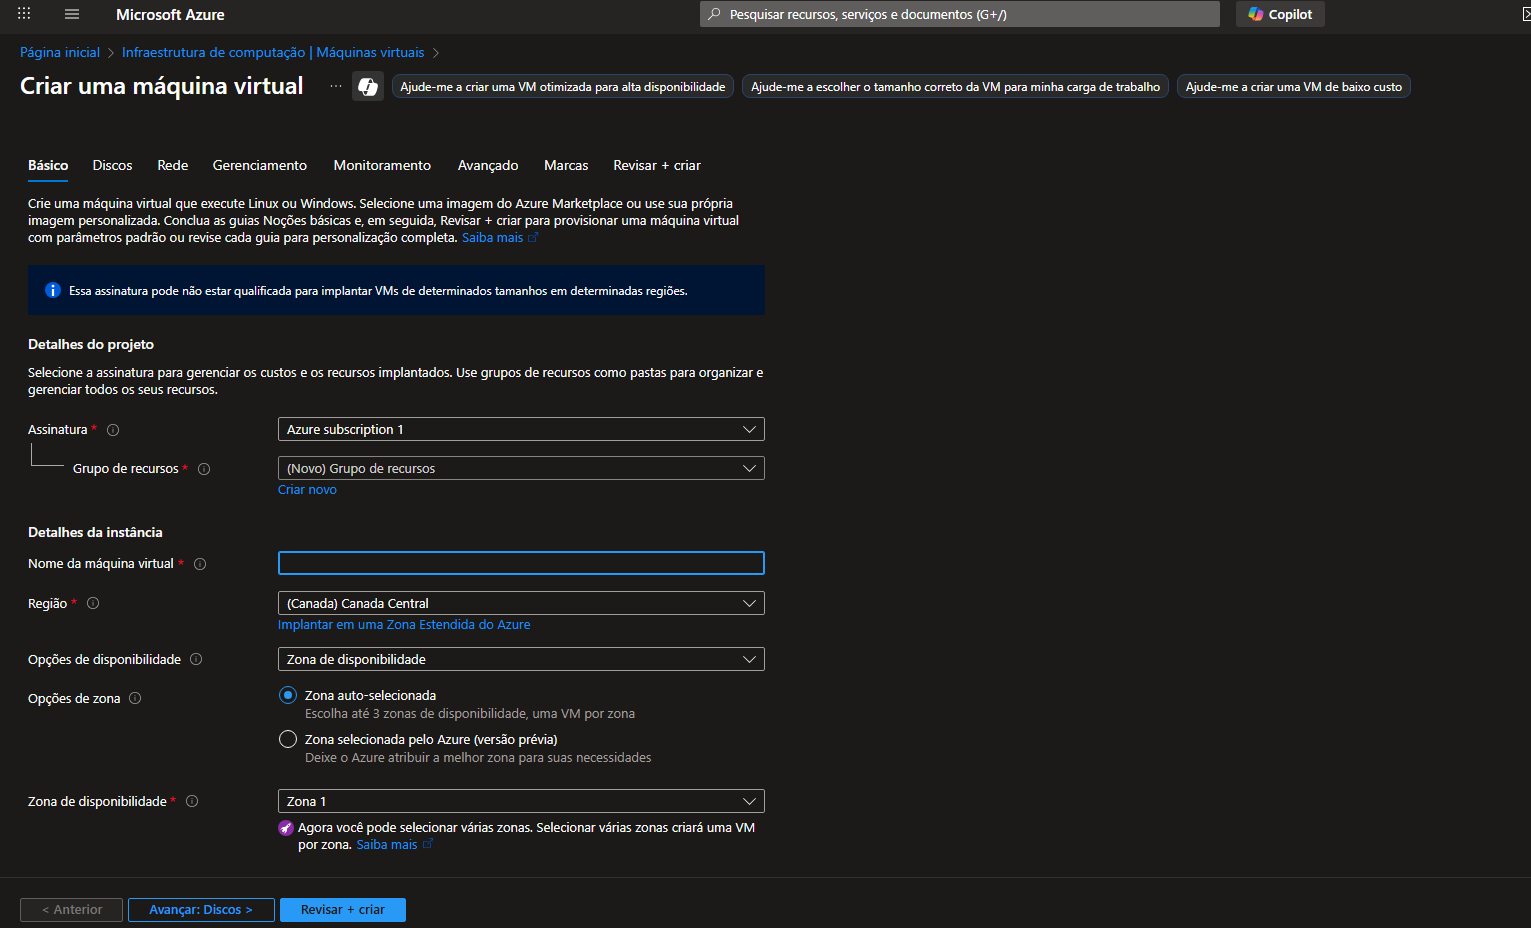 Microsoft Azure
Pesquisar recursos, serviços e documentos (G+/)
Copilot
Página inicial > Infraestrutura de computação | Máquinas virtuais >
Criar uma máquina virtual ...
Ajude-me a criar uma VM otimizada para alta disponibilidade
Ajude-me a escolher o tamanho correto da VM para minha carga de trabalho
Ajude-me a criar uma VM de baixo custo
Básico Discos Rede Gerenciamento Monitoramento Avançado Marcas Revisar + criar
Crie uma máquina virtual que execute Linux ou Windows. Selecione uma imagem do Azure Marketplace ou use sua própria
imagem personalizada. Conclua as guias Noções básicas e, em seguida, Revisar + criar para provisionar uma máquina virtual
com parâmetros padrão ou revise cada guia para personalização completa. Saiba mais
Essa assinatura pode não estar qualificada para implantar VMs de determinados tamanhos em determinadas regiões.
Detalhes do projeto
Selecione a assinatura para gerenciar os custos e os recursos implantados. Use grupos de recursos como pastas para organizar e
gerenciar todos os seus recursos.
Assinatura *
Azure subscription 1
Grupo de recursos *
(Novo) Grupo de recursos
Criar novo
Detalhes da instância
Nome da máquina virtual *
Região *
(Canada) Canada Central
Implantar em uma Zona Estendida do Azure
Opções de disponibilidade
Zona de disponibilidade
Opções de zona
Zona auto-selecionada
Escolha até 3 zonas de disponibilidade, uma VM por zona
Zona selecionada pelo Azure (versão prévia)
Deixe o Azure atribuir a melhor zona para suas necessidades
Zona de disponibilidade *
Zona 1
Agora você pode selecionar várias zonas. Selecionar várias zonas criará uma VM
por zona. Saiba mais
< Anterior
Avançar: Discos >
Revisar + criar